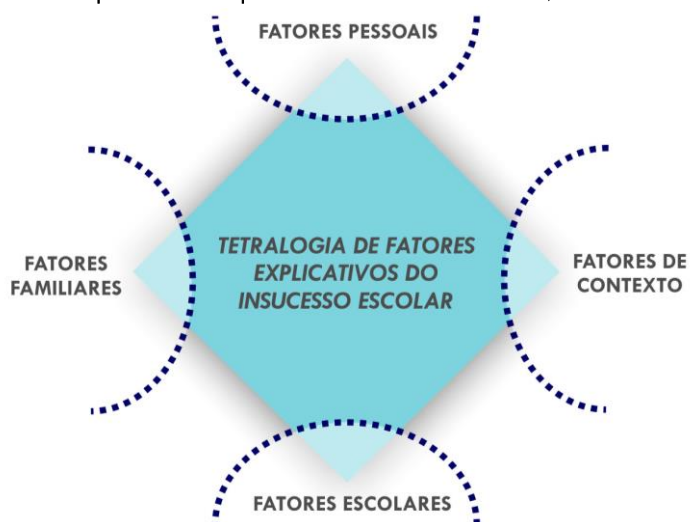 FATORES PESSOAIS
TETRALOGIA DE FATORES
EXPLICATIVOS DO
INSUCESSO ESCOLAR
FATORES
FAMILIARES
FATORES DE
CONTEXTO
FATORES ESCOLARES